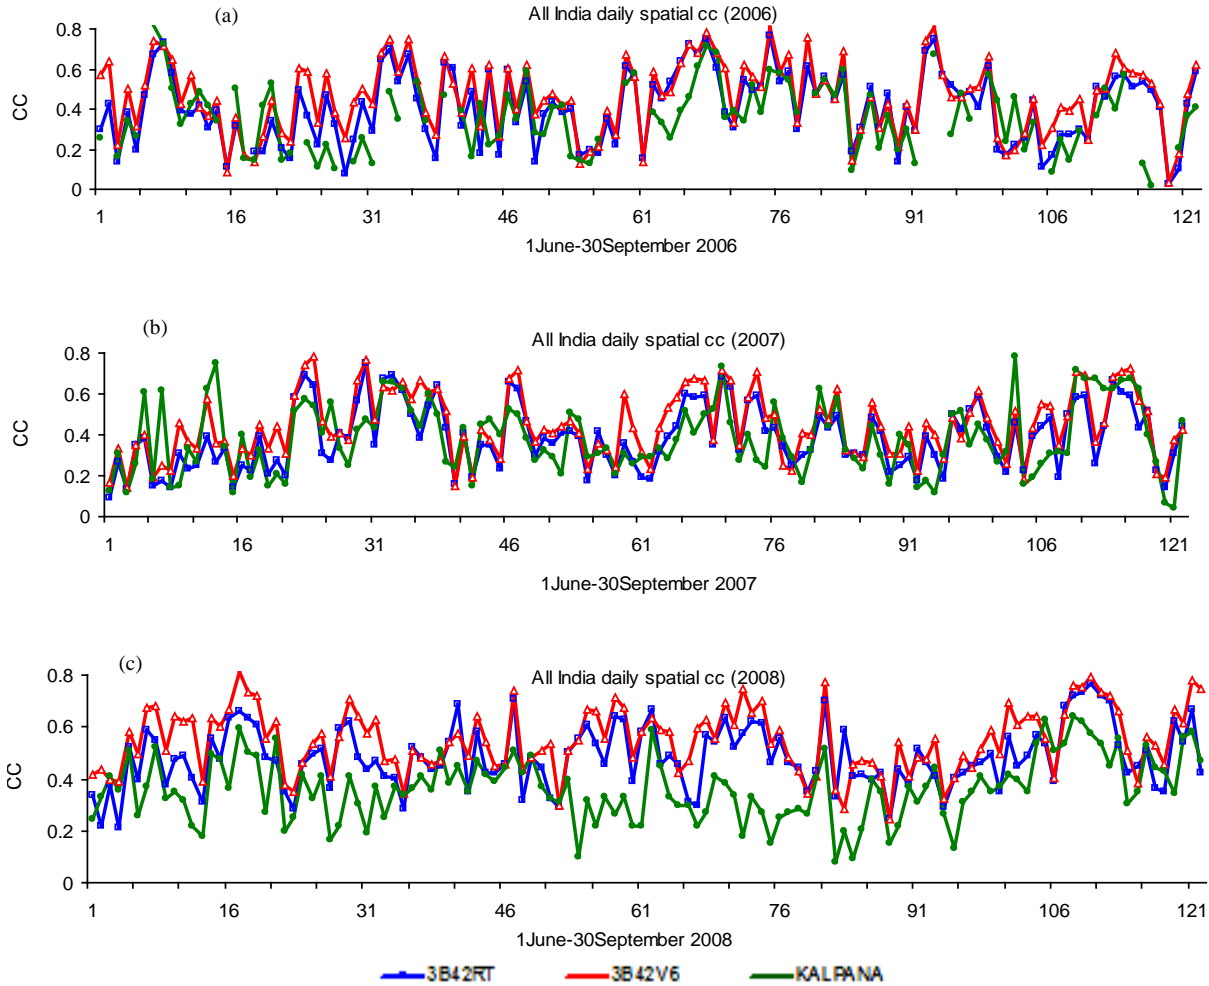 (a)
All India daily spatial cc (2006)
0.8
0.6
0.4
0.2
0
CC
1 16 31 46 61 76 91 106 121
1June-30September 2006
(b)
All India daily spatial cc (2007)
0.8
0.6
0.4
0.2
0
CC
1 16 31 46 61 76 91 106 121
1June-30September 2007
(c)
All India daily spatial cc (2008)
0.8
0.6
0.4
0.2
0
CC
1 16 31 46 61 76 91 106 121
1June-30September 2008
3B42RT 3B42V6 KALPANA